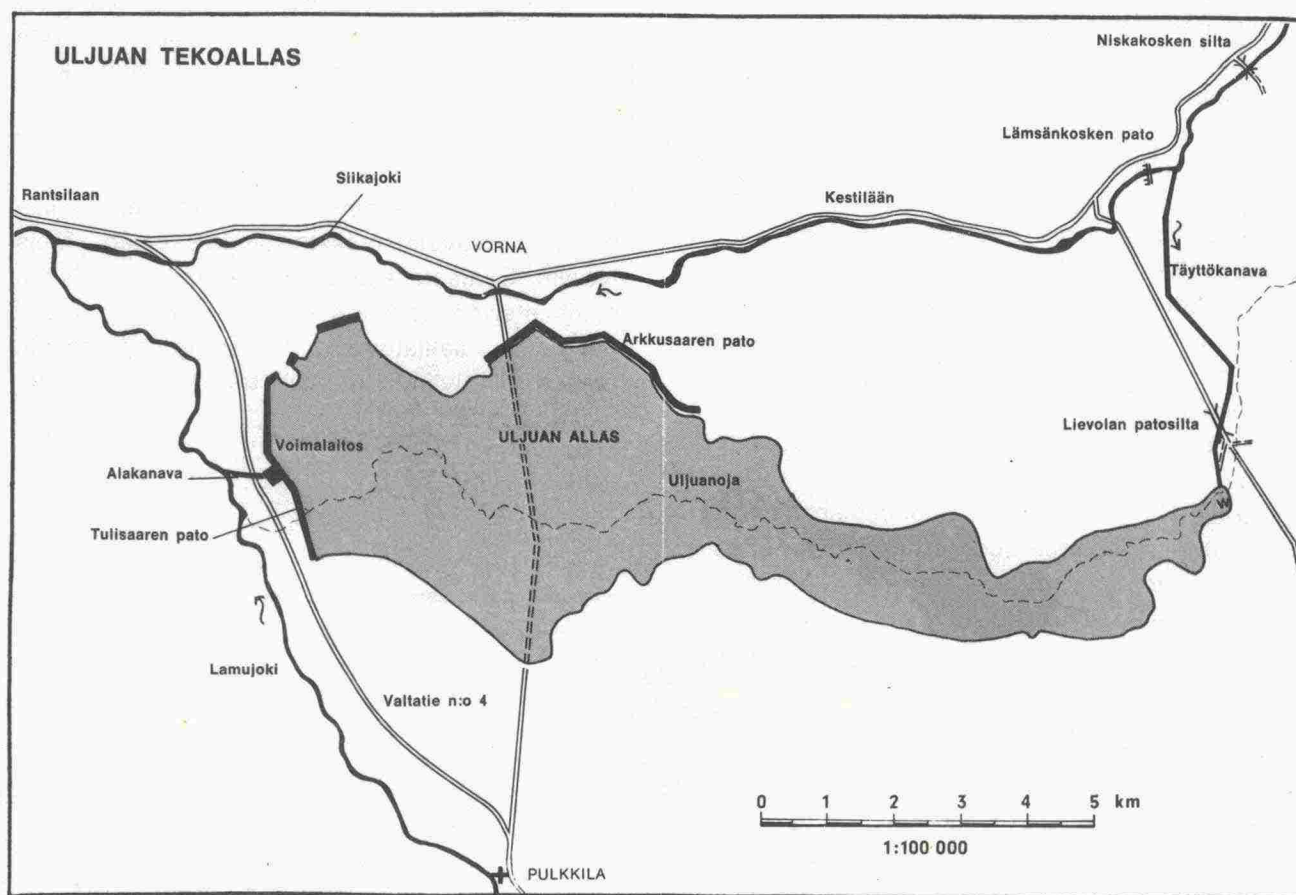 ULJUAN TEKOALLAS
Niskakosken silta
Lämsänkosken pato
Siikajoki
Rantsilaan
Kestilään
VORNA
Täyttökanava
Arkkusaaren pato
Voimalaitos
ULJUAN ALLAS
Lievolan patosilta
Alakanava
Uljuanoja
W
Tulisaaren pato
Lamujoki
Valtatie n:o 4
0 1 2 3 4 5 km
1:100 000
PULKKILA